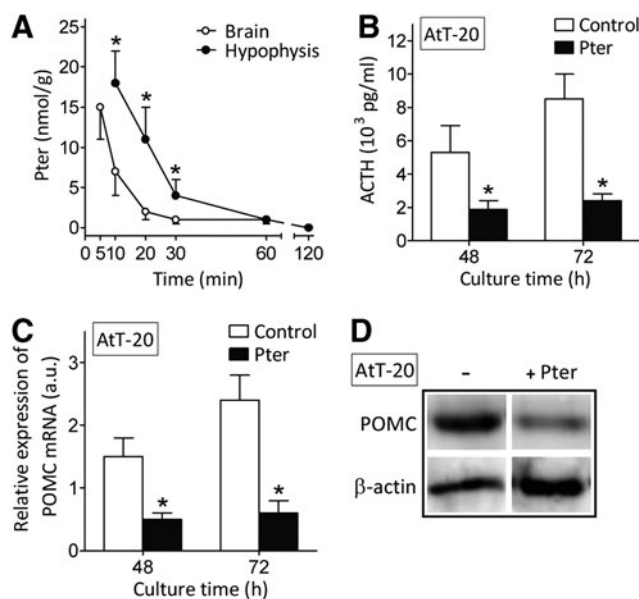 A
Brain
Hypophysis
Pter (nmol/g)
25
20
15
10
5
0
*
*
*
0 510 20 30 60 120
Time (min)
B
AtT-20
Control
Pter
ACTH (10³ pg/ml)
10
8
6
4
2
0
*
*
48 72
Culture time (h)
C
AtT-20
Control
Pter
Relative expression of
POMC mRNA (a.u.)
3
2
1
0
*
*
48 72
Culture time (h)
D
AtT-20 - + Pter
POMC
β-actin